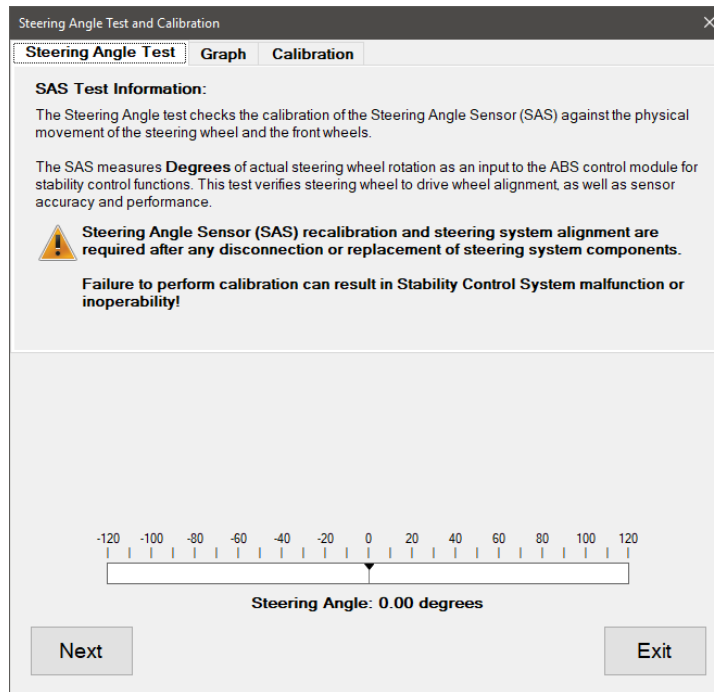 Steering Angle Test and Calibration
Steering Angle Test Graph Calibration
SAS Test Information:
The Steering Angle test checks the calibration of the Steering Angle Sensor (SAS) against the physical
movement of the steering wheel and the front wheels.
The SAS measures Degrees of actual steering wheel rotation as an input to the ABS control module for
stability control functions. This test verifies steering wheel to drive wheel alignment, as well as sensor
accuracy and performance.
Steering Angle Sensor (SAS) recalibration and steering system alignment are
required after any disconnection or replacement of steering system components.
Failure to perform calibration can result in Stability Control System malfunction or
inoperability!
-120 -100 -80 -60 -40 -20 0 20 40 60 80 100 120
Steering Angle: 0.00 degrees
Next Exit